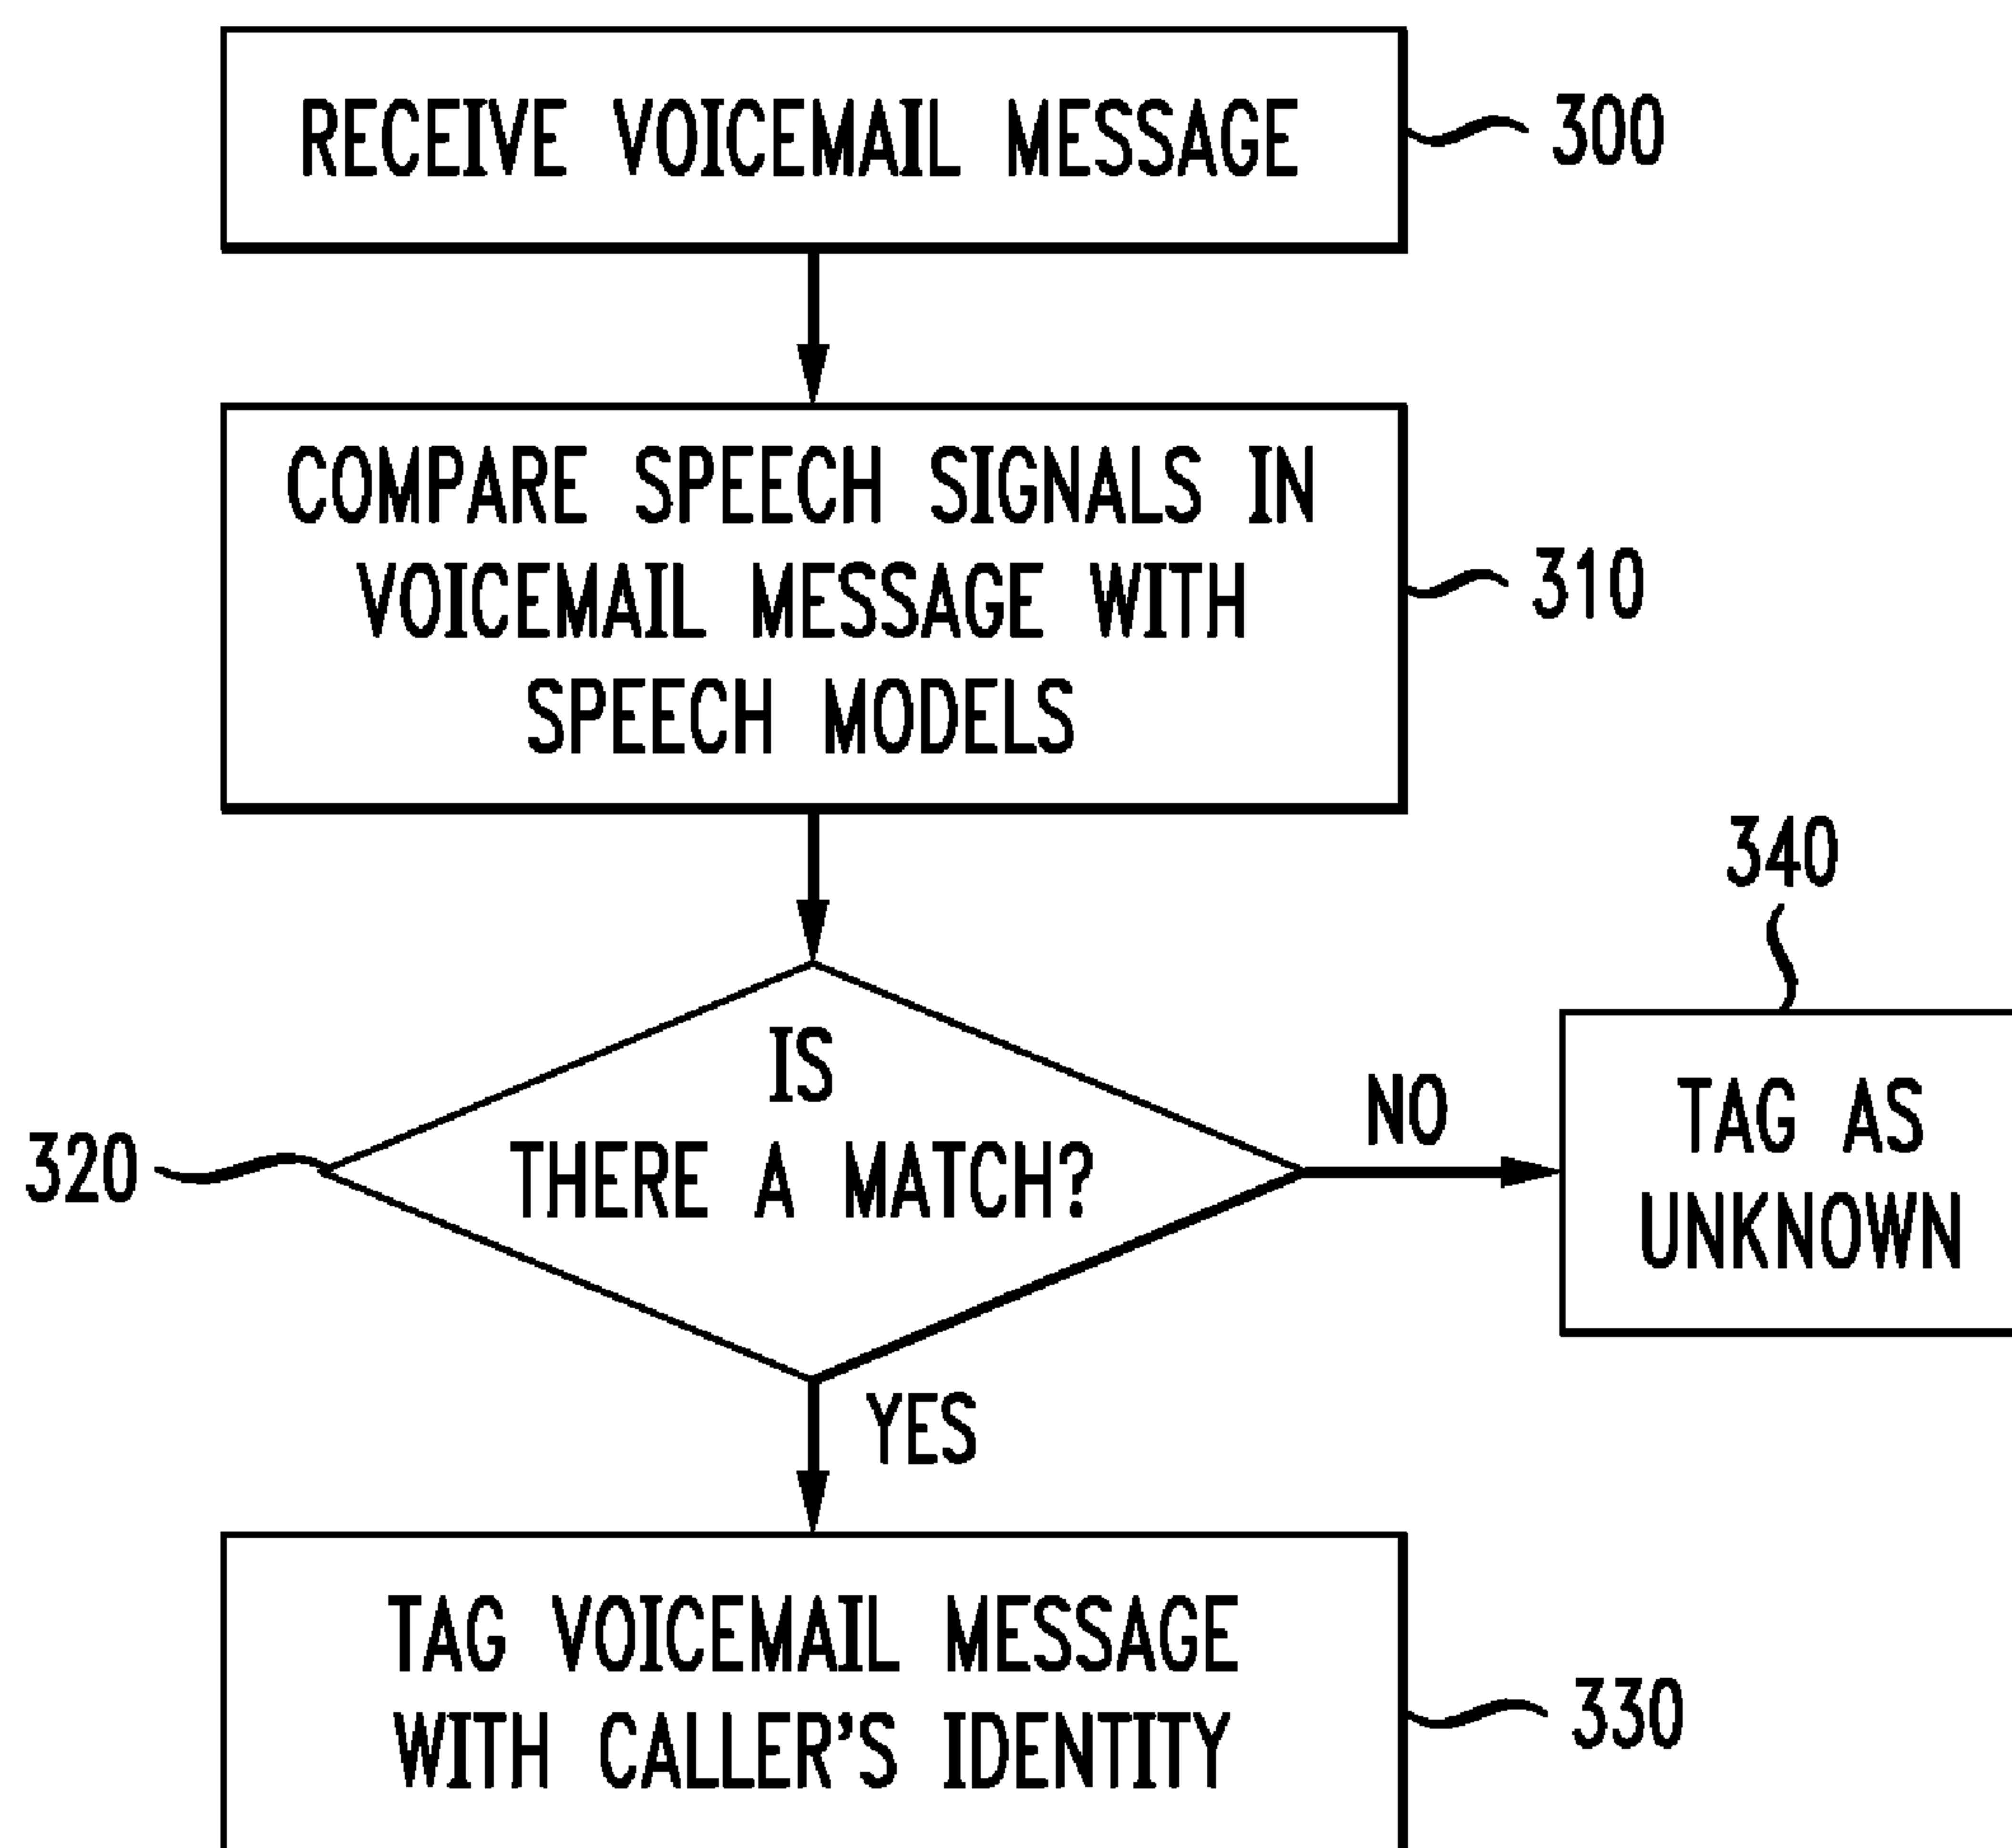 RECEIVE VOICEMAIL MESSAGE
300
COMPARE SPEECH SIGNALS IN
VOICEMAIL MESSAGE WITH
SPEECH MODELS
310
340
IS
THERE A MATCH?
320
NO
TAG AS
UNKNOWN
YES
TAG VOICEMAIL MESSAGE
WITH CALLER'S IDENTITY
330